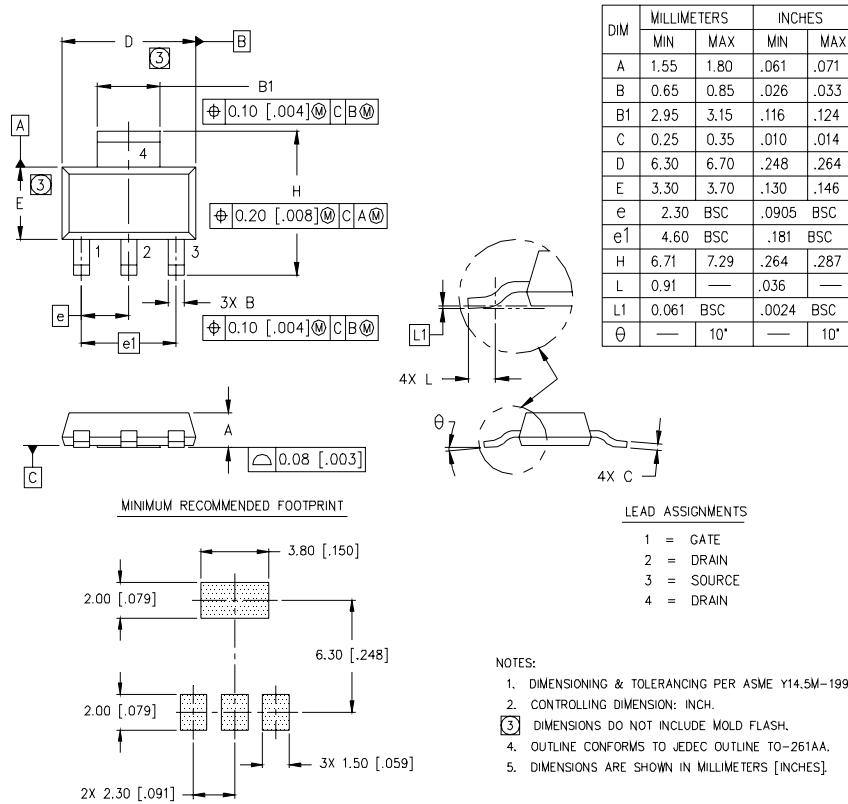 D
B
3
B1
⌖ 0.10 [.004]Ⓜ C BⓂ
A
4
3
E
H
⌖ 0.20 [.008]Ⓜ C AⓂ
1 2 3
3X B
e
⌖ 0.10 [.004]Ⓜ C BⓂ
e1
L1
4X L
DIM MILLIMETERS INCHES
MIN MAX MIN MAX
A 1.55 1.80 .061 .071
B 0.65 0.85 .026 .033
B1 2.95 3.15 .116 .124
C 0.25 0.35 .010 .014
D 6.30 6.70 .248 .264
E 3.30 3.70 .130 .146
e 2.30 BSC .0905 BSC
e1 4.60 BSC .181 BSC
H 6.71 7.29 .264 .287
L 0.91 — .036 —
L1 0.061 BSC .0024 BSC
θ — 10° — 10°
A
C
⌓ 0.08 [.003]
θ
4X C
MINIMUM RECOMMENDED FOOTPRINT
3.80 [.150]
2.00 [.079]
6.30 [.248]
2.00 [.079]
3X 1.50 [.059]
2X 2.30 [.091]
LEAD ASSIGNMENTS
1 = GATE
2 = DRAIN
3 = SOURCE
4 = DRAIN
NOTES:
1. DIMENSIONING & TOLERANCING PER ASME Y14.5M-199
2. CONTROLLING DIMENSION: INCH.
3 DIMENSIONS DO NOT INCLUDE MOLD FLASH.
4. OUTLINE CONFORMS TO JEDEC OUTLINE TO-261AA.
5. DIMENSIONS ARE SHOWN IN MILLIMETERS [INCHES].